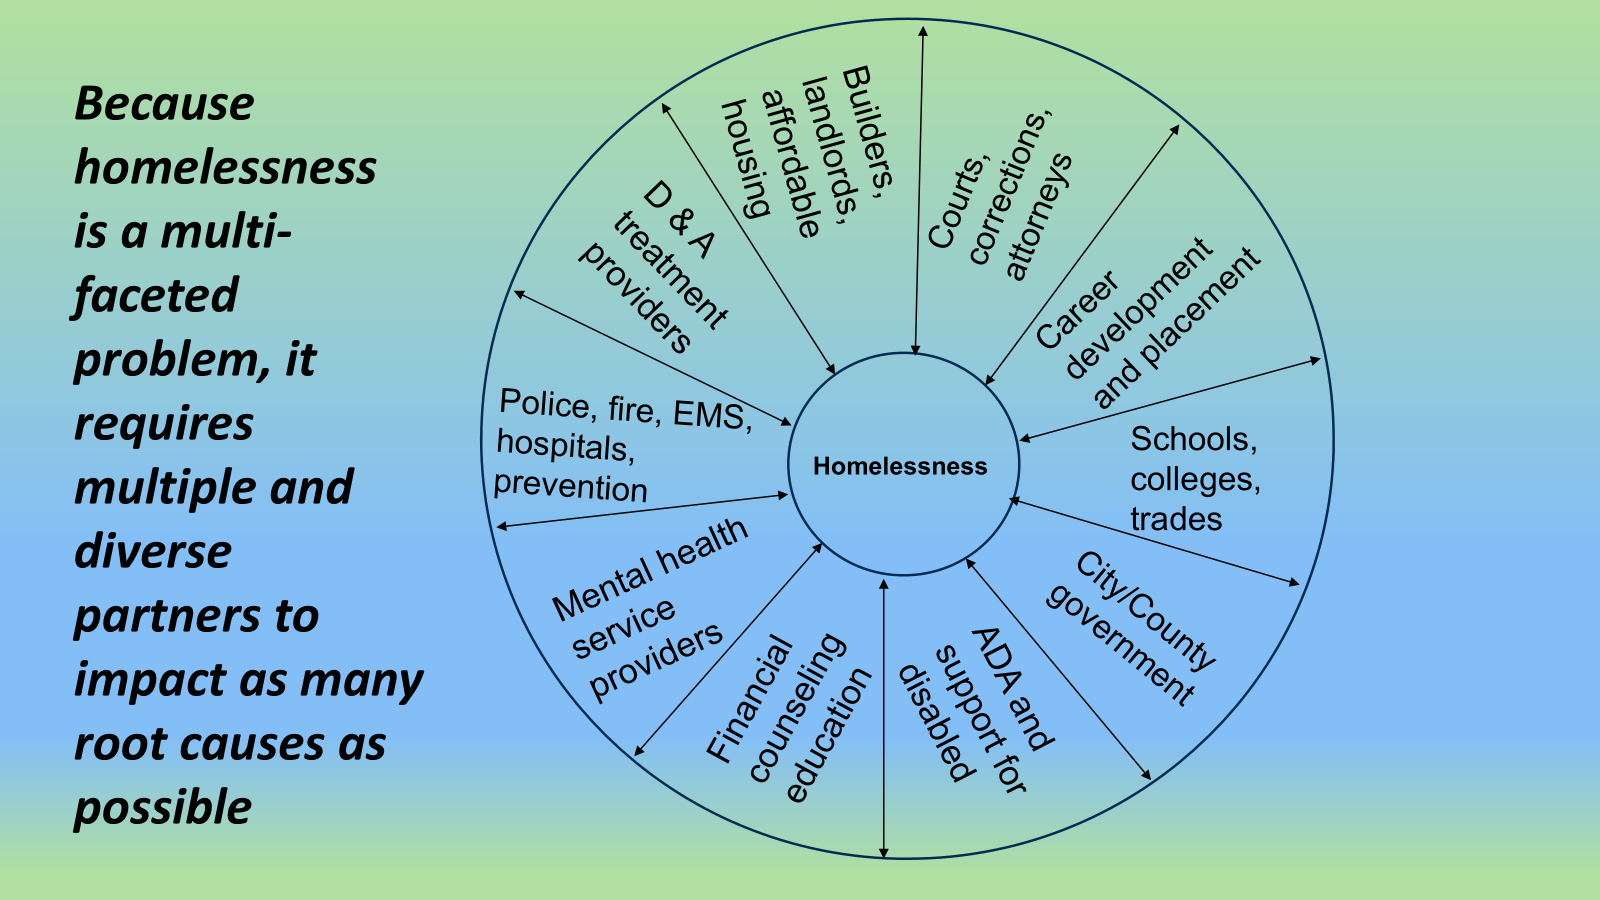 Because
homelessness
is a multi-
faceted
problem, it
requires
multiple and
diverse
partners to
impact as many
root causes as
possible
Builders,
landlords,
affordable
housing
Courts,
corrections,
attorneys
Career
development
and placement
Schools,
colleges,
trades
City/County
government
ADA and
support for
disabled
Financial
counseling
education
Mental health
service
providers
Police, fire, EMS,
hospitals,
prevention
D & A
treatment
providers
Homelessness